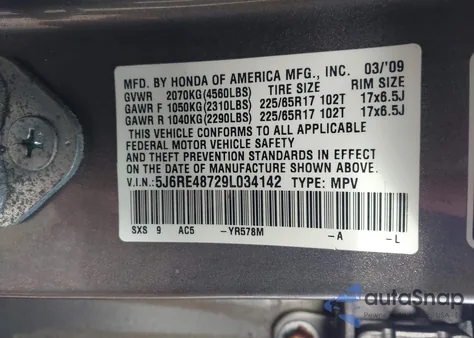 MFD. BY HONDA OF AMERICA MFG., INC. 03/'09
GVWR 2070KG(4560LBS) TIRE SIZE RIM SIZE
GAWR F 1050KG(2310LBS) 225/65R17 102T 17x6.5J
GAWR R 1040KG(2290LBS) 225/65R17 102T 17x6.5J
THIS VEHICLE CONFORMS TO ALL APPLICABLE
FEDERAL MOTOR VEHICLE SAFETY
AND THEFT PREVENTION STANDARDS IN EFFECT
ON THE DATE OF MANUFACTURE SHOWN ABOVE.
V.I.N.: 5J6RE48729L034142 TYPE: MPV
SXS 9 AC5 -YR578M -A -L
autoSnap